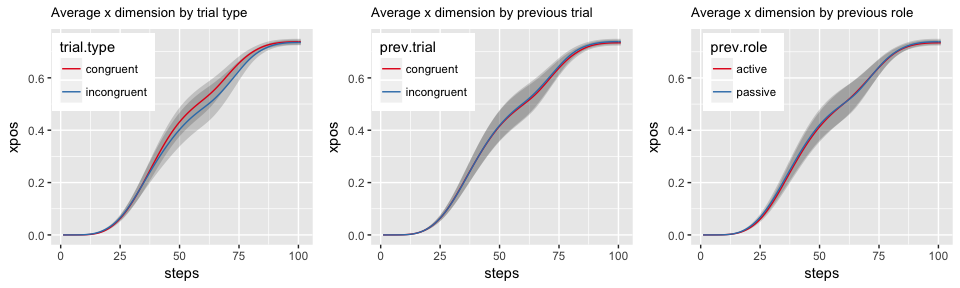 Average x dimension by trial type
xpos
0.6
0.4
0.2
0.0
trial.type
congruent
incongruent
0 25 50 75 100
steps
Average x dimension by previous trial
xpos
0.6
0.4
0.2
0.0
prev.trial
congruent
incongruent
0 25 50 75 100
steps
Average x dimension by previous role
xpos
0.6
0.4
0.2
0.0
prev.role
active
passive
0 25 50 75 100
steps